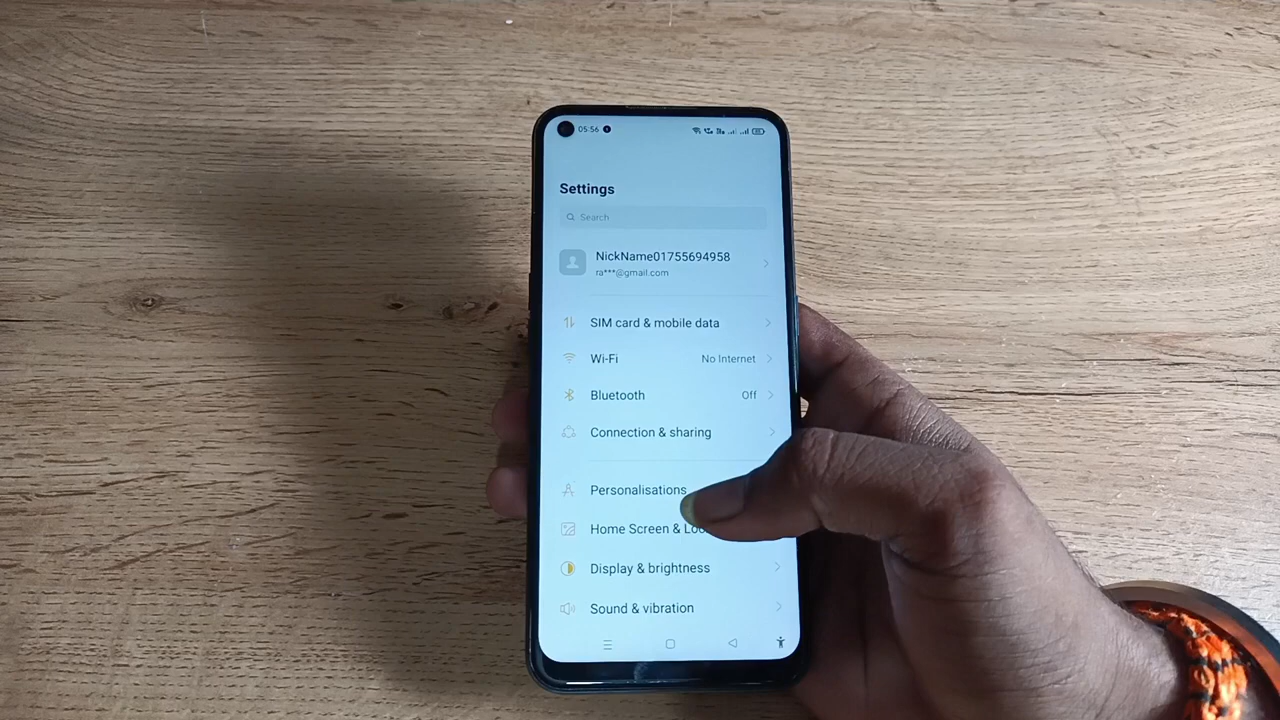 05:56
Settings
Search
NickName01755694958
ra***@gmail.com
SIM card & mobile data
Wi-Fi No Internet
Bluetooth Off
Connection & sharing
Personalisations
Home Screen &
Display & brightness
Sound & vibration